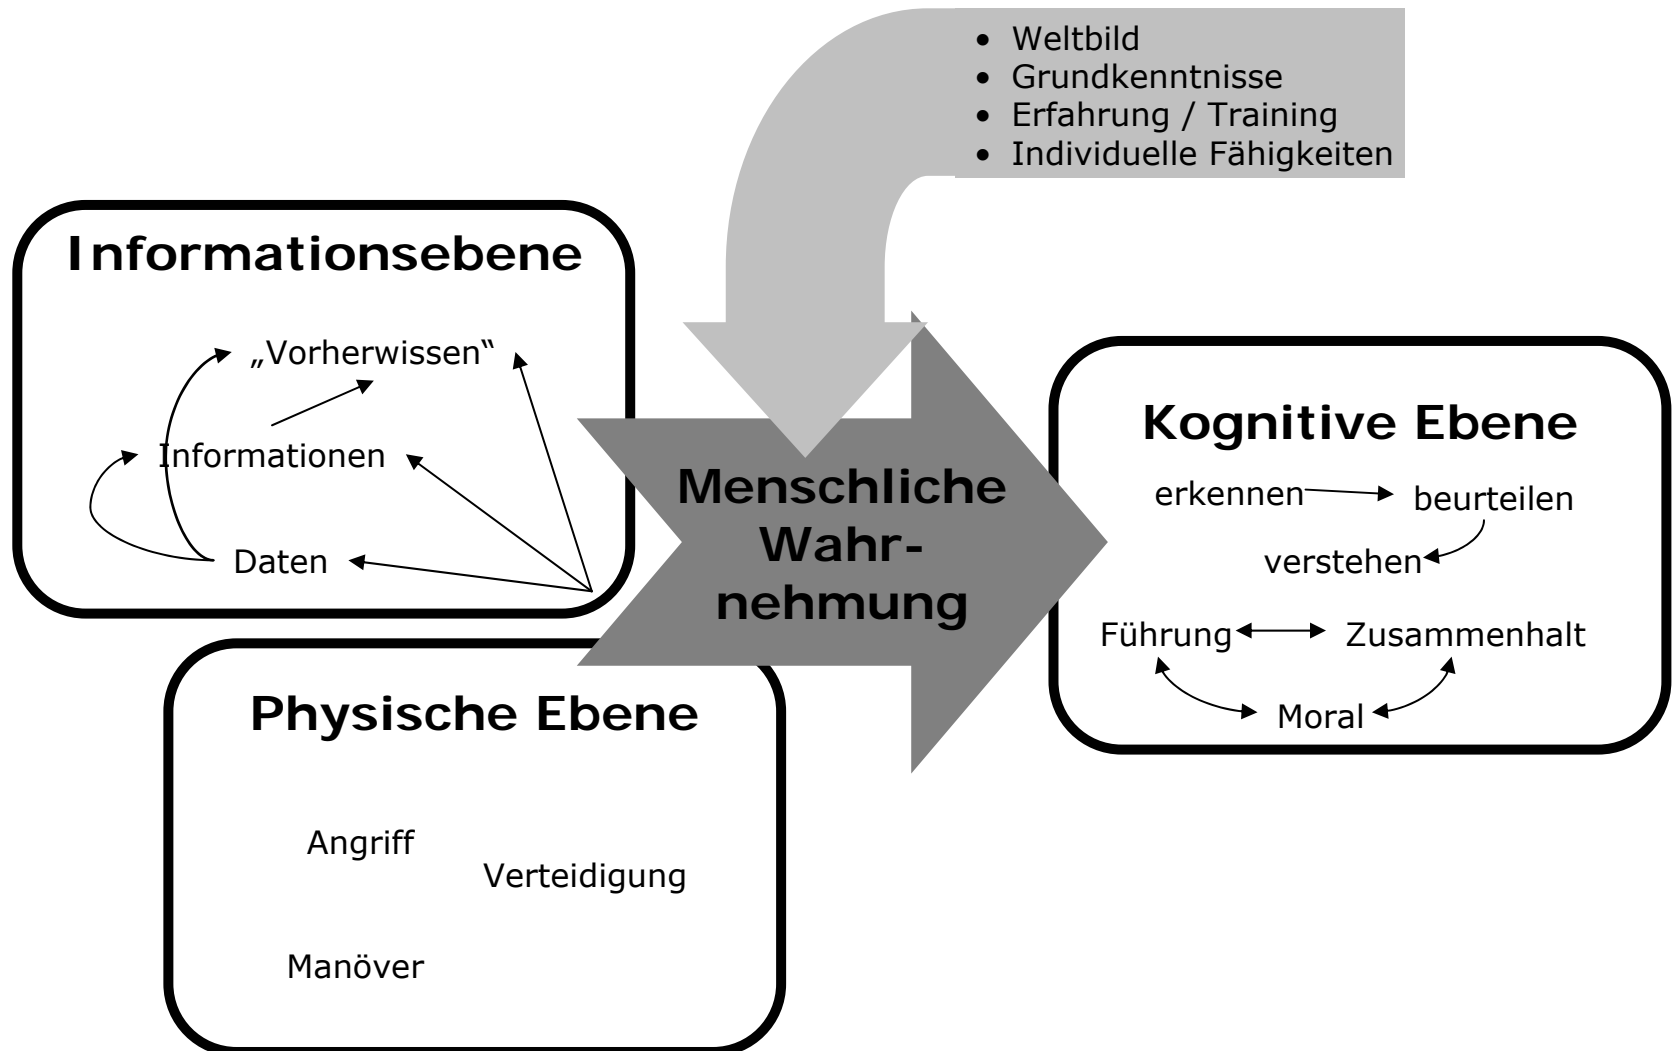 • Weltbild
• Grundkenntnisse
• Erfahrung / Training
• Individuelle Fähigkeiten
Informationsebene
„Vorherwissen“
Informationen
Daten
Menschliche
Wahr-
nehmung
Kognitive Ebene
erkennen
beurteilen
verstehen
Führung
Zusammenhalt
Moral
Physische Ebene
Angriff
Verteidigung
Manöver